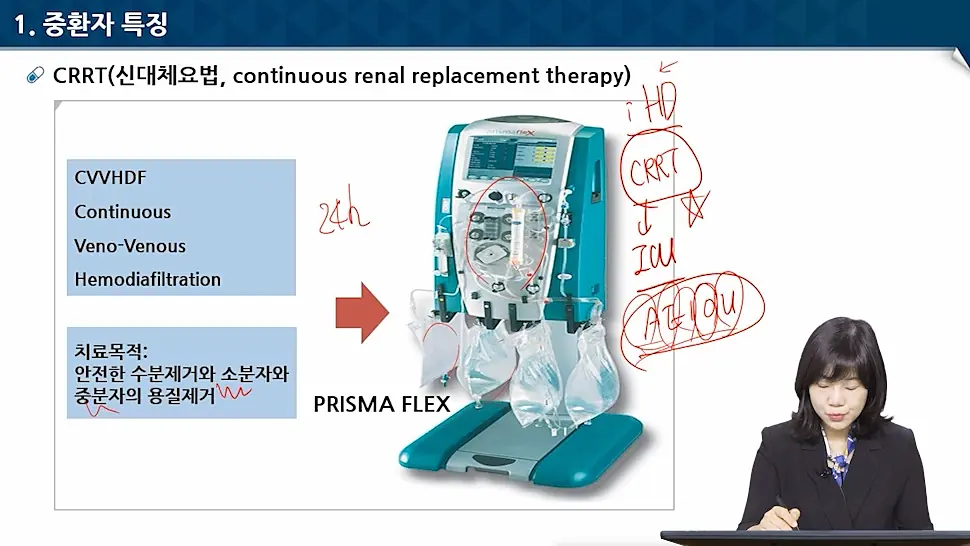 1. 중환자 특징
CRRT(신대체요법, continuous renal replacement therapy)
CVVHDF
Continuous
Veno-Venous
Hemodiafiltration
치료목적:
안전한 수분제거와 소분자와
중분자의 용질제거
24h
PRISMA FLEX
iHD
CRRT
ICU
AEIOU